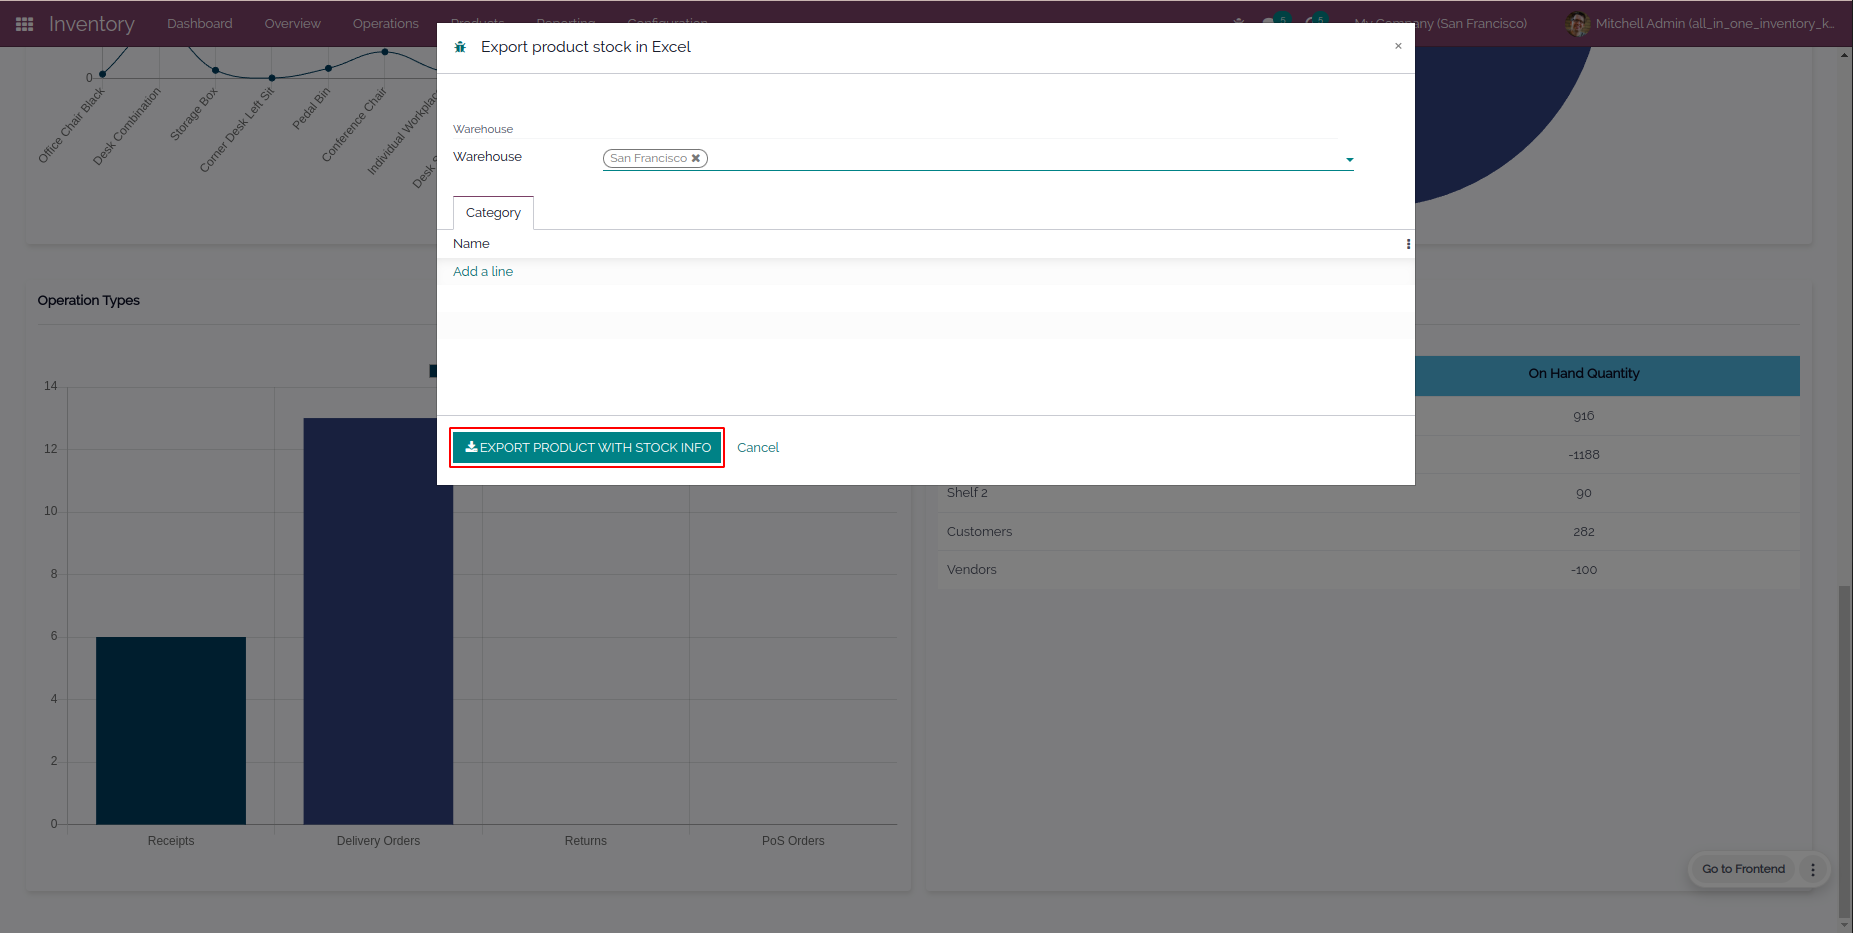 Inventory Dashboard Overview Operations Products Reporting Configuration 5 5 My Company (San Francisco) Mitchell Admin (all_in_one_inventory_k...
Export product stock in Excel ×
0
Office Chair Black
Desk Combination
Storage Box
Corner Desk Left Sit
Pedal Bin
Conference Chair
Individual Workplac
Desk
Warehouse
Warehouse San Francisco
Category
Name
Add a line
EXPORT PRODUCT WITH STOCK INFO Cancel
Operation Types
14
12
10
8
6
4
2
0
Receipts Delivery Orders Returns PoS Orders
On Hand Quantity
916
-1188
Shelf 2 90
Customers 282
Vendors -100
Go to Frontend